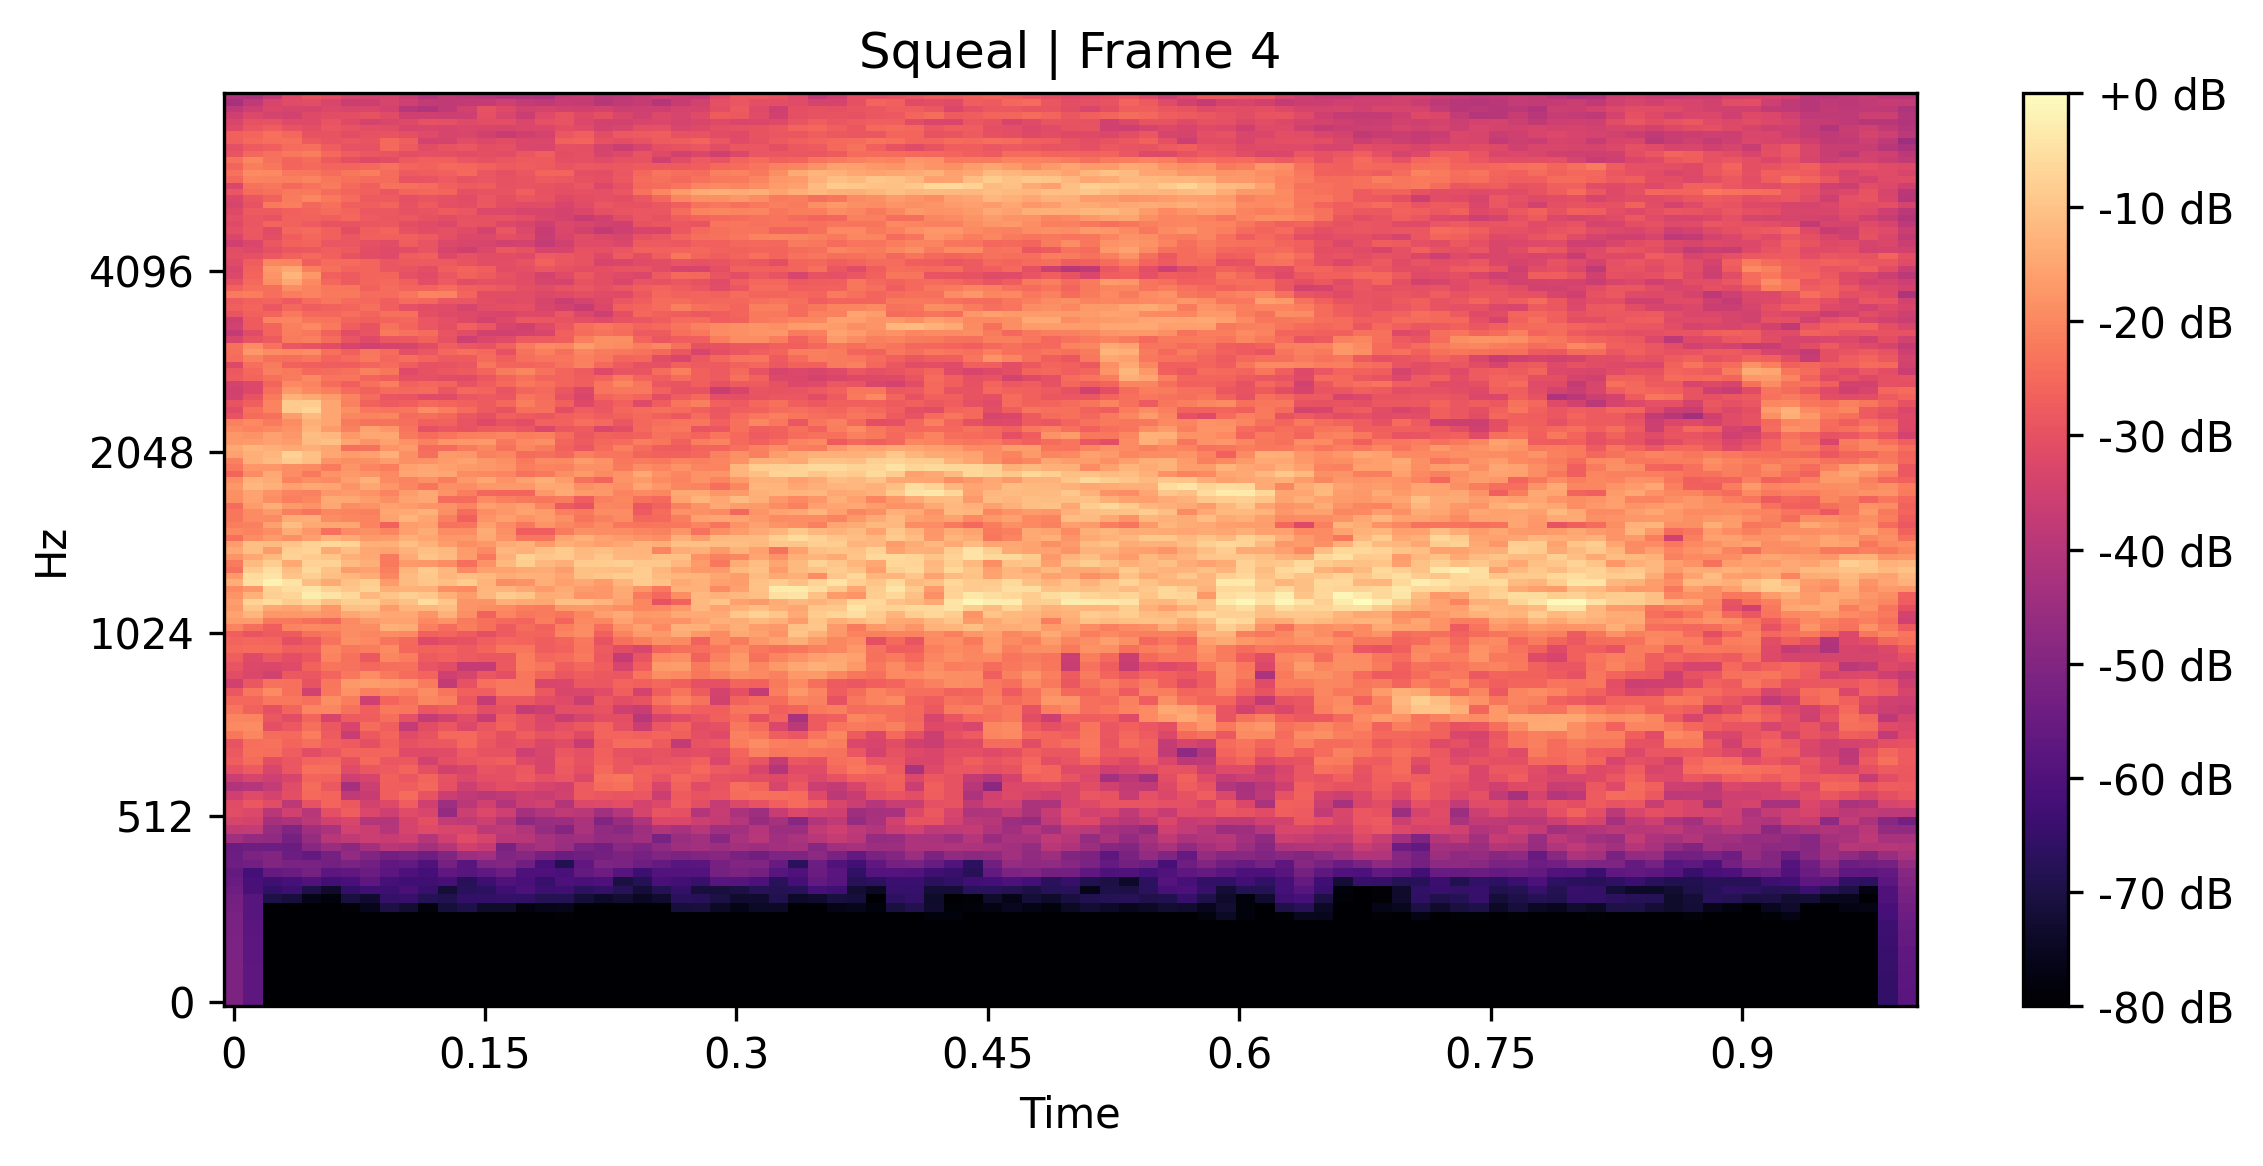 Squeal | Frame 4
Hz
4096
2048
1024
512
0
0 0.15 0.3 0.45 0.6 0.75 0.9
Time
+0 dB
-10 dB
-20 dB
-30 dB
-40 dB
-50 dB
-60 dB
-70 dB
-80 dB